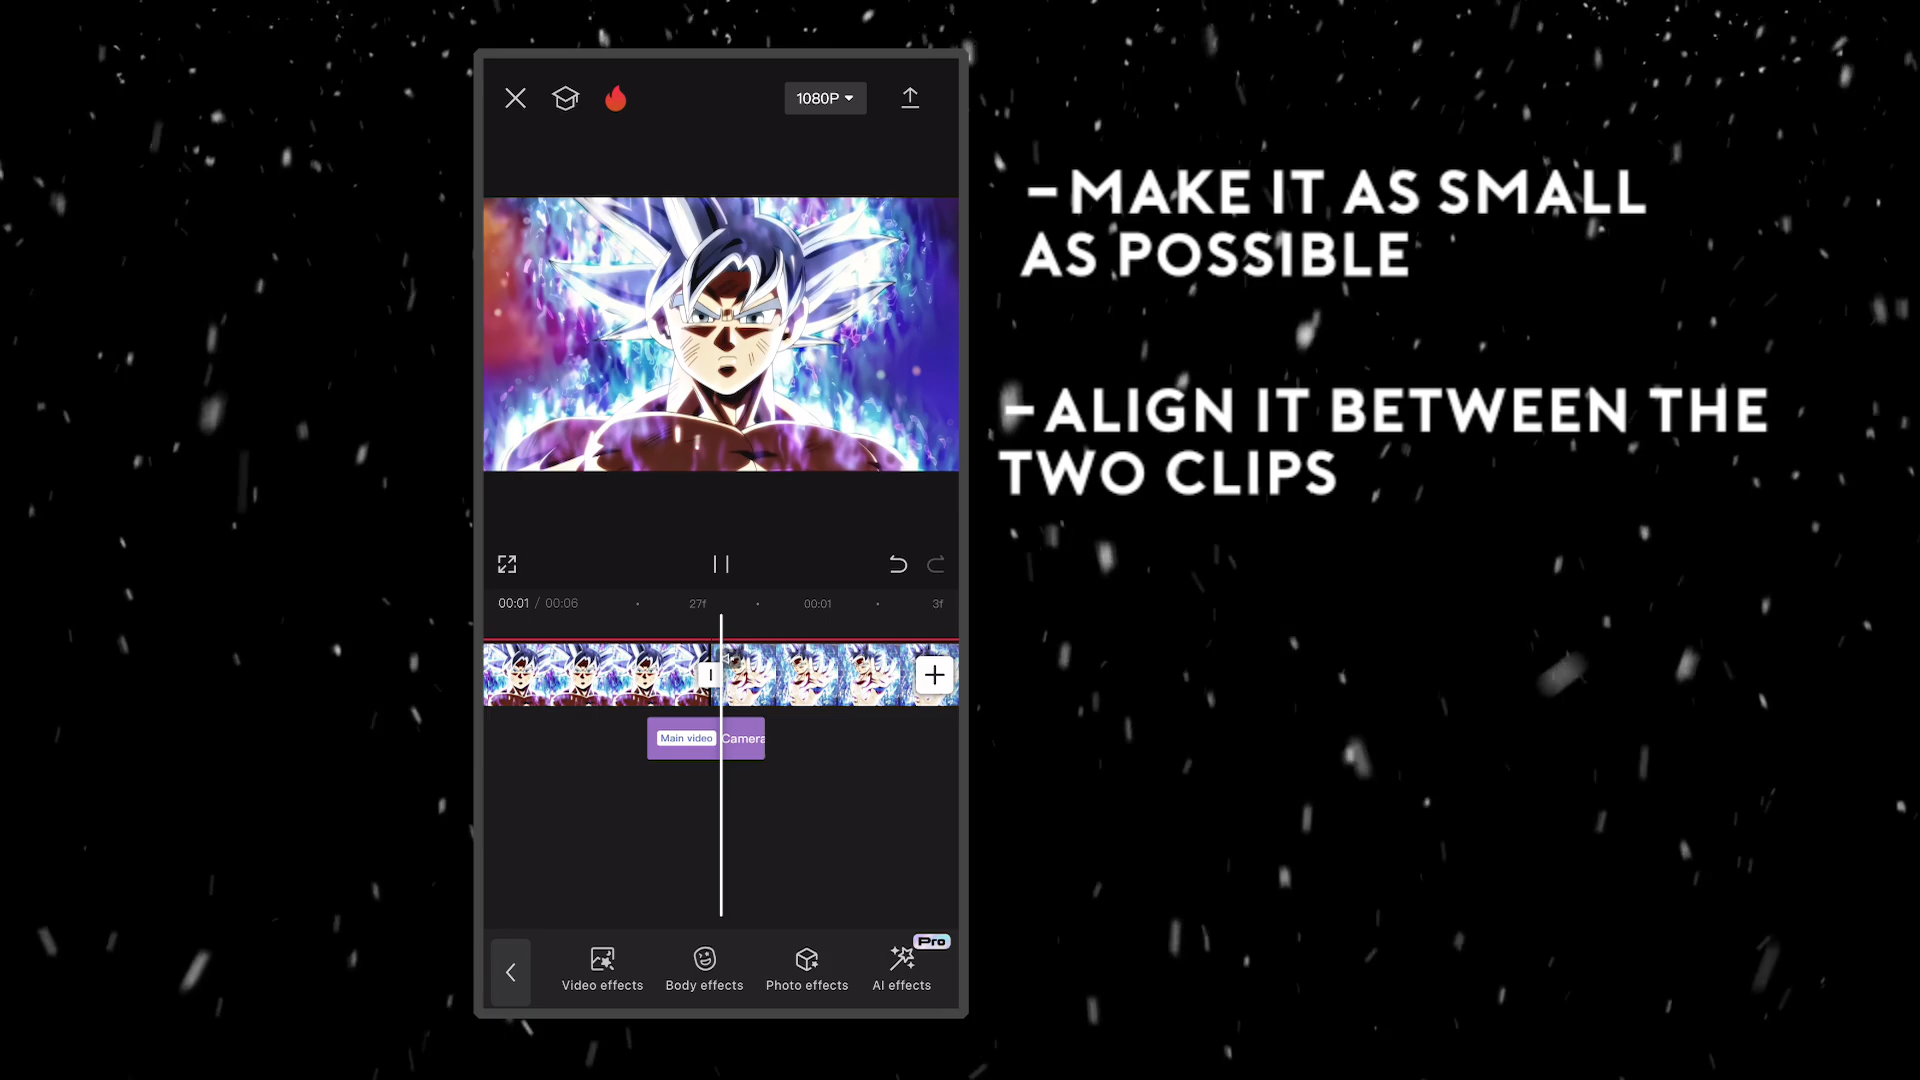 1080P
-MAKE IT AS SMALL
AS POSSIBLE
-ALIGN IT BETWEEN THE
TWO CLIPS
00:01 / 00:06
27f
00:01
3f
Main video
Camera
Pro
Video effects
Body effects
Photo effects
AI effects